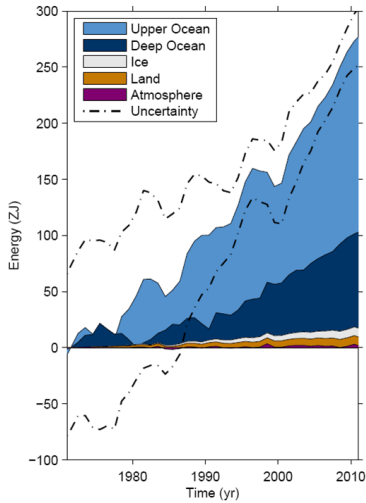 300
250
200
150
100
50
0
−50
−100
Energy (ZJ)
Upper Ocean
Deep Ocean
Ice
Land
Atmosphere
Uncertainty
1980 1990 2000 2010
Time (yr)